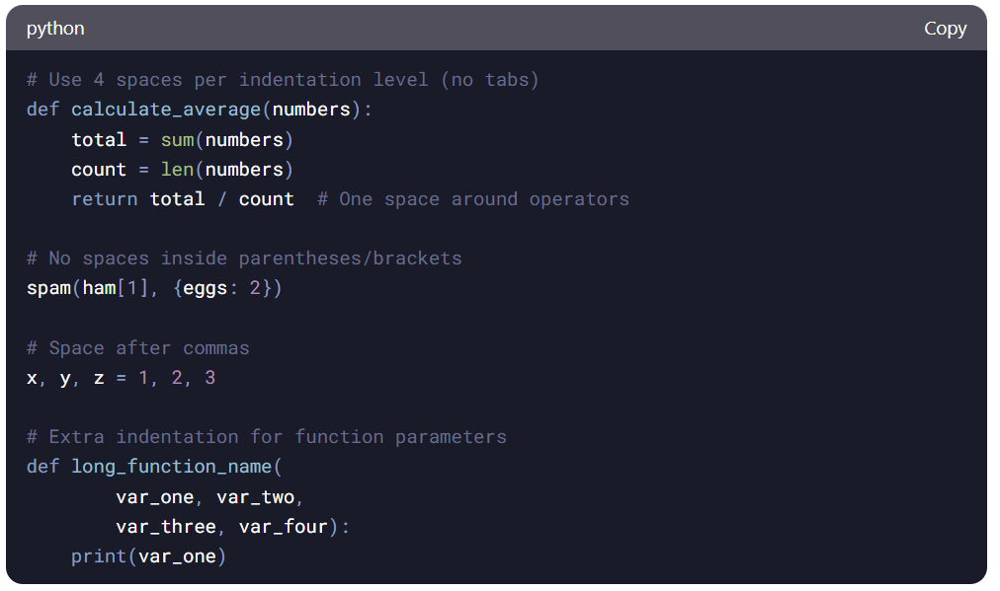 python
Copy
# Use 4 spaces per indentation level (no tabs)
def calculate_average(numbers):
    total = sum(numbers)
    count = len(numbers)
    return total / count  # One space around operators

# No spaces inside parentheses/brackets
spam(ham[1], {eggs: 2})

# Space after commas
x, y, z = 1, 2, 3

# Extra indentation for function parameters
def long_function_name(
        var_one, var_two,
        var_three, var_four):
    print(var_one)